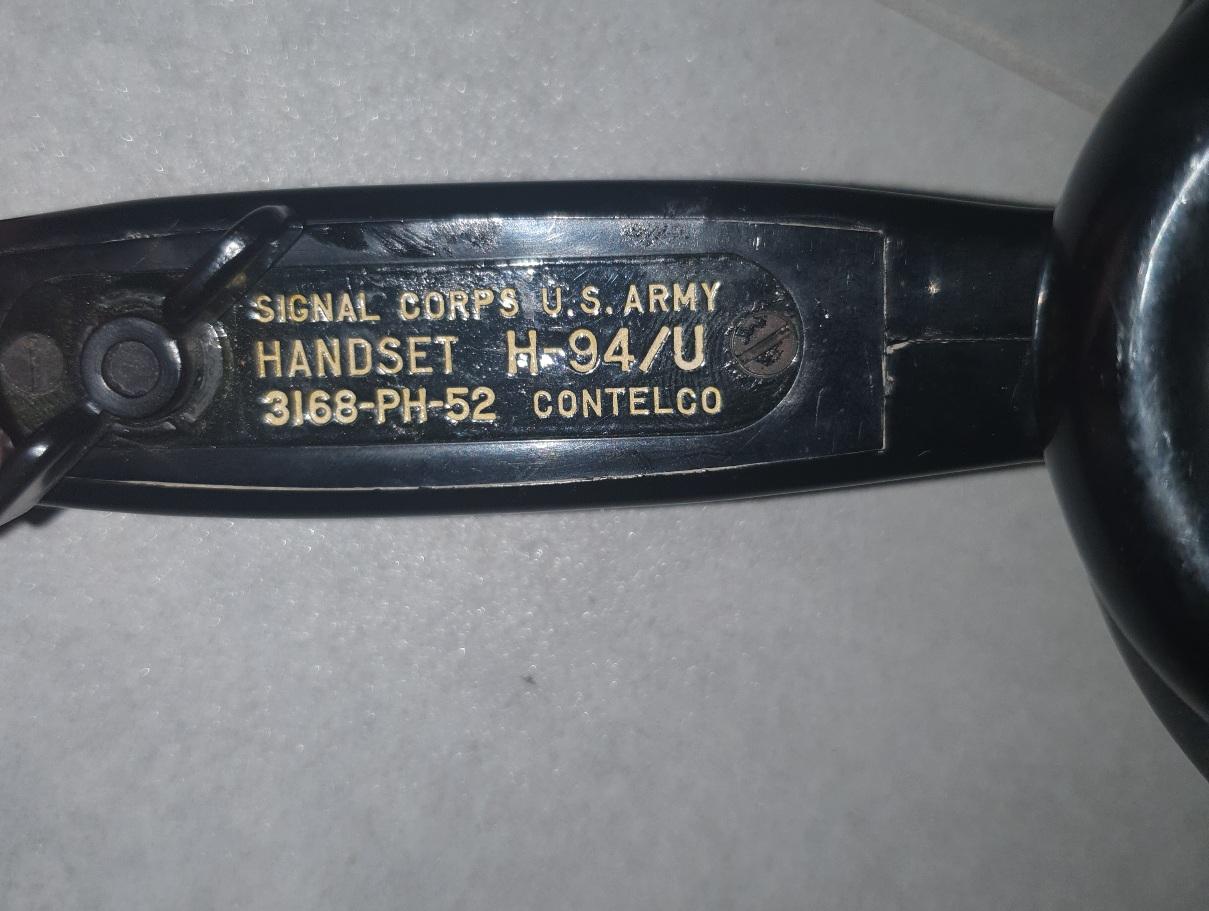 SIGNAL CORPS U.S. ARMY
HANDSET H-94/U
3168-PH-52 CONTELCO